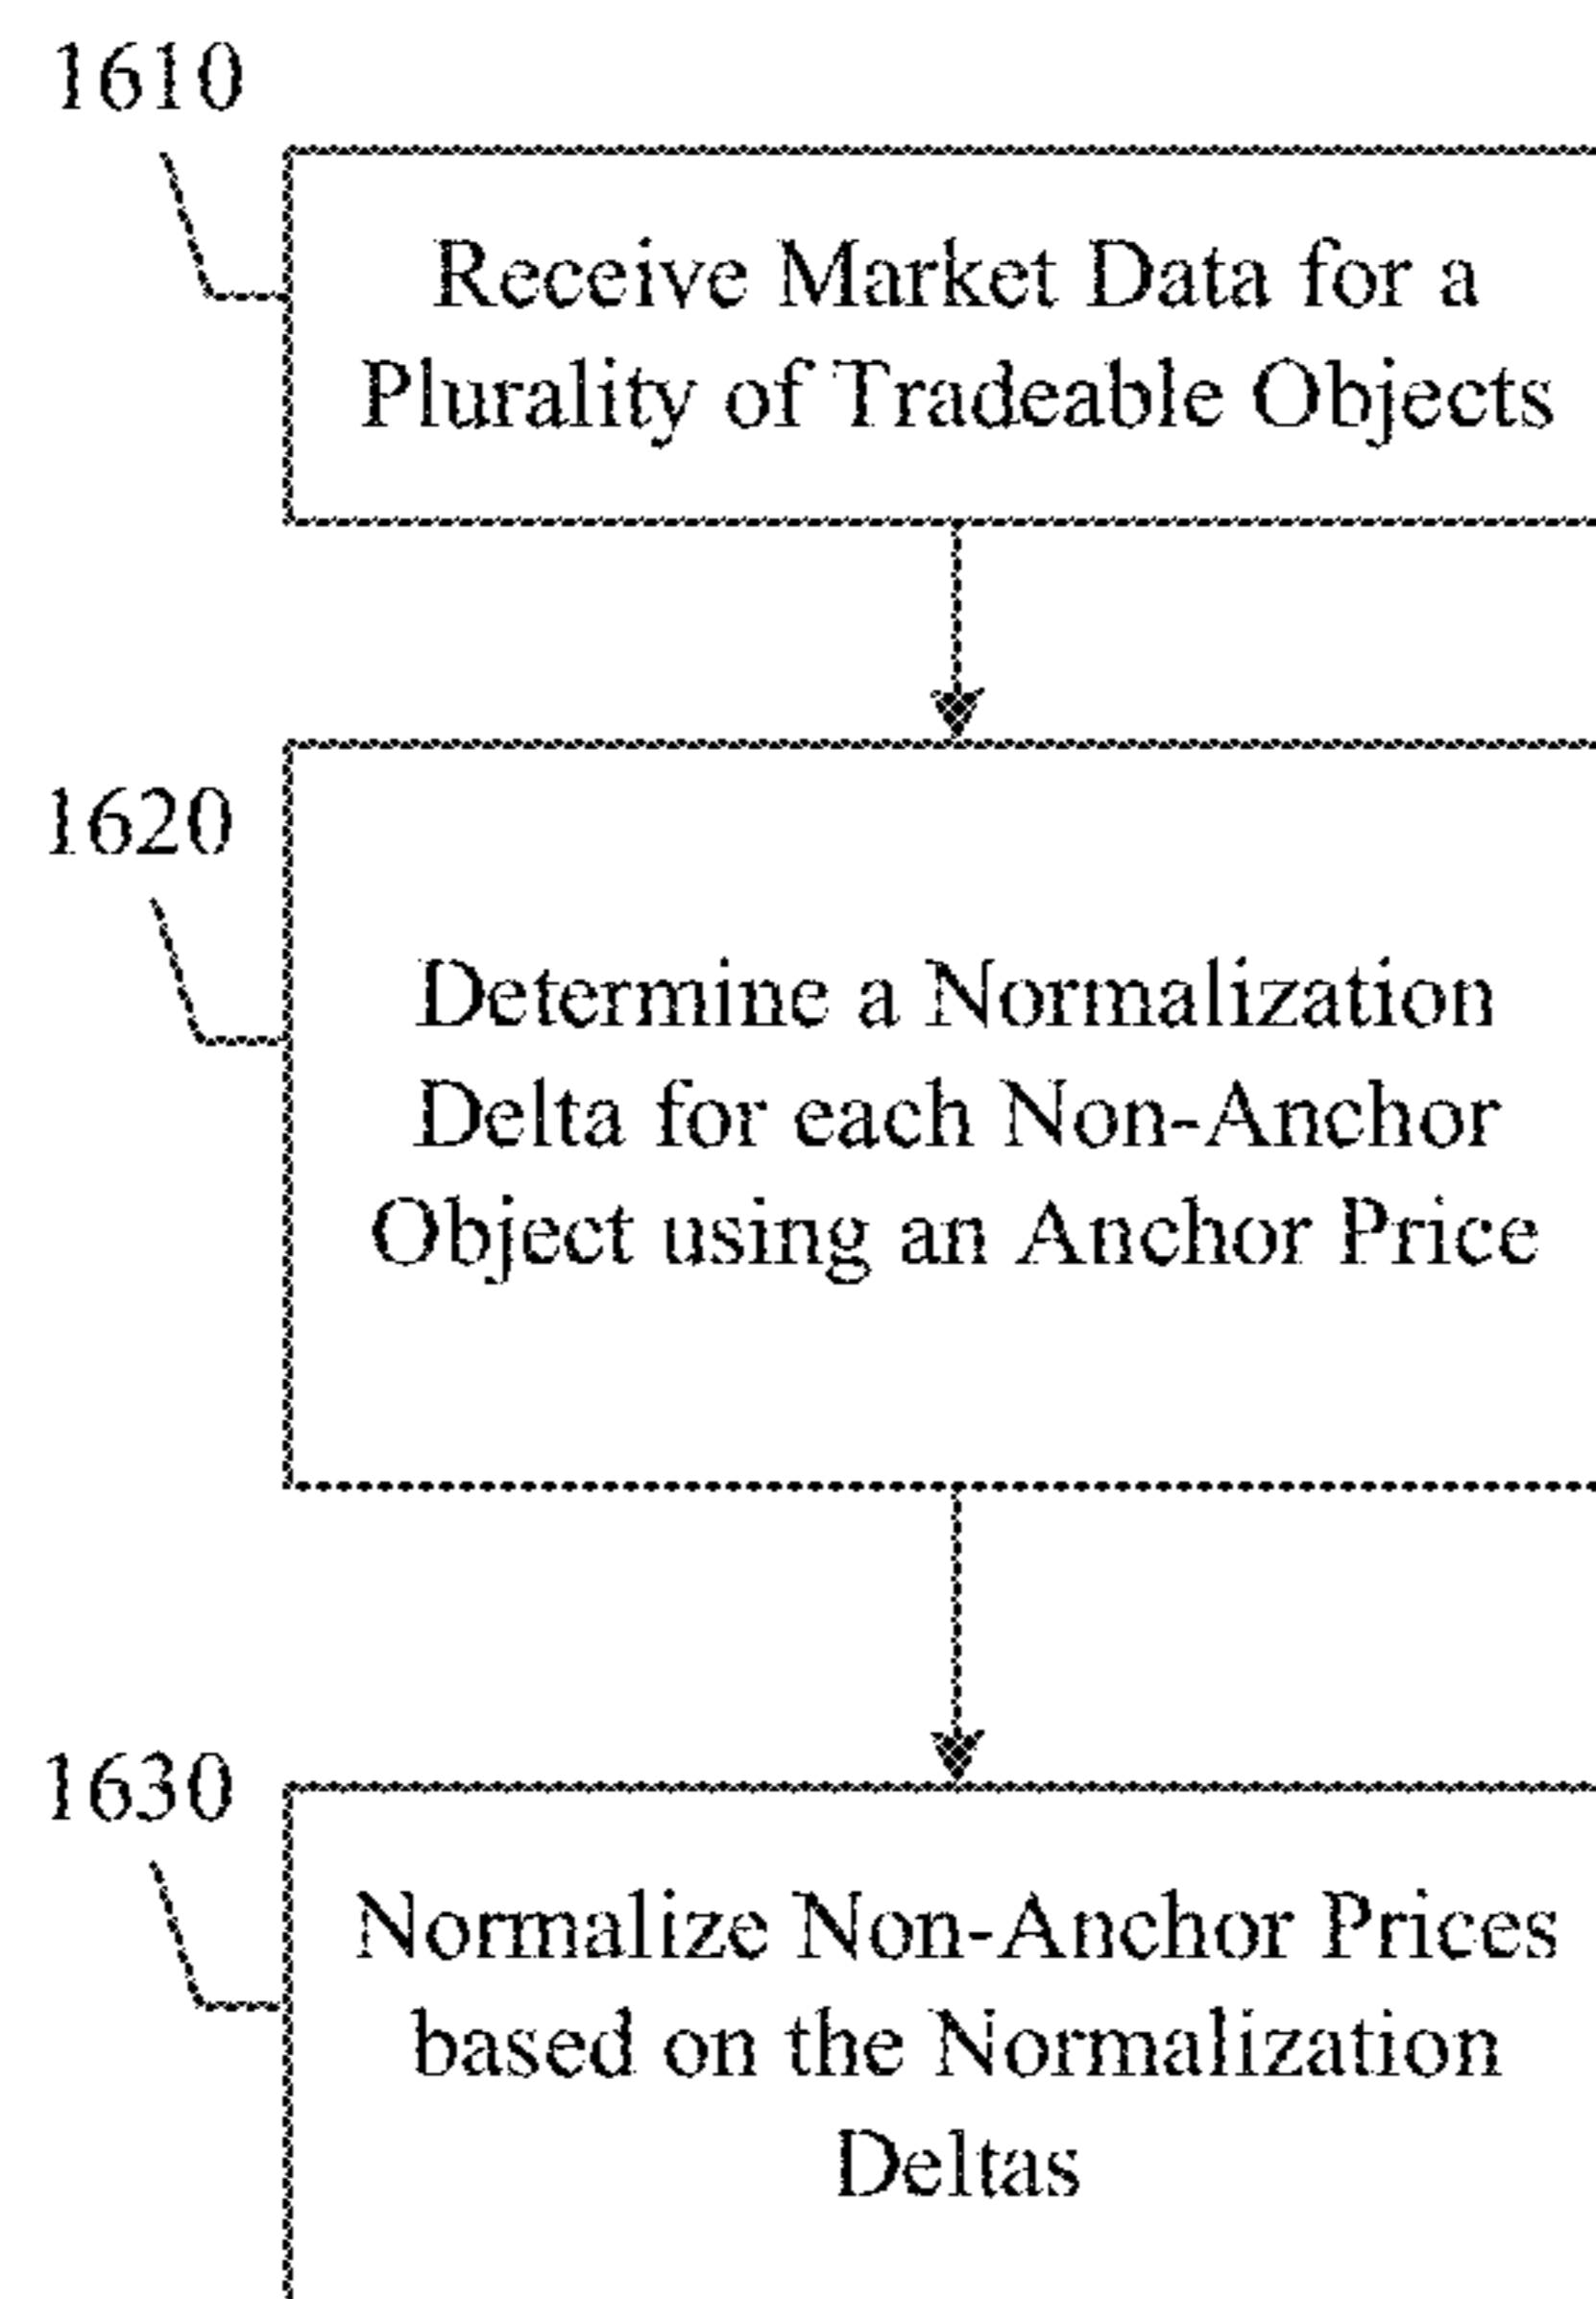 1610
Receive Market Data for a
Plurality of Tradeable Objects
1620
Determine a Normalization
Delta for each Non-Anchor
Object using an Anchor Price
1630
Normalize Non-Anchor Prices
based on the Normalization
Deltas